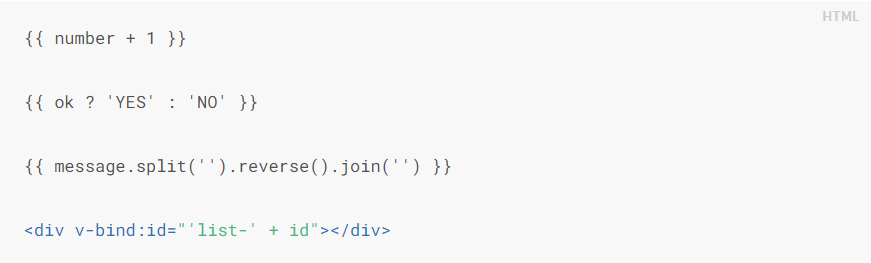 HTML
{{ number + 1 }}
{{ ok ? 'YES' : 'NO' }}
{{ message.split('').reverse().join('') }}
<div v-bind:id="'list-' + id"></div>